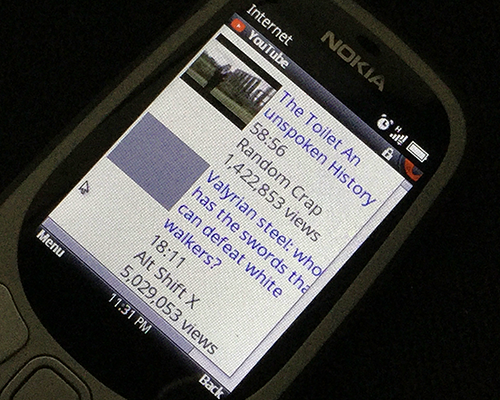 NOKIA
Internet
YouTube
H
The Toilet An
unspoken History
58:56
Random Crap
1,422,853 views
Valyrian steel: who
has the swords tha
can defeat white
walkers?
18:11
Alt Shift X
5,029,053 views
Menu
11:31 PM
Back